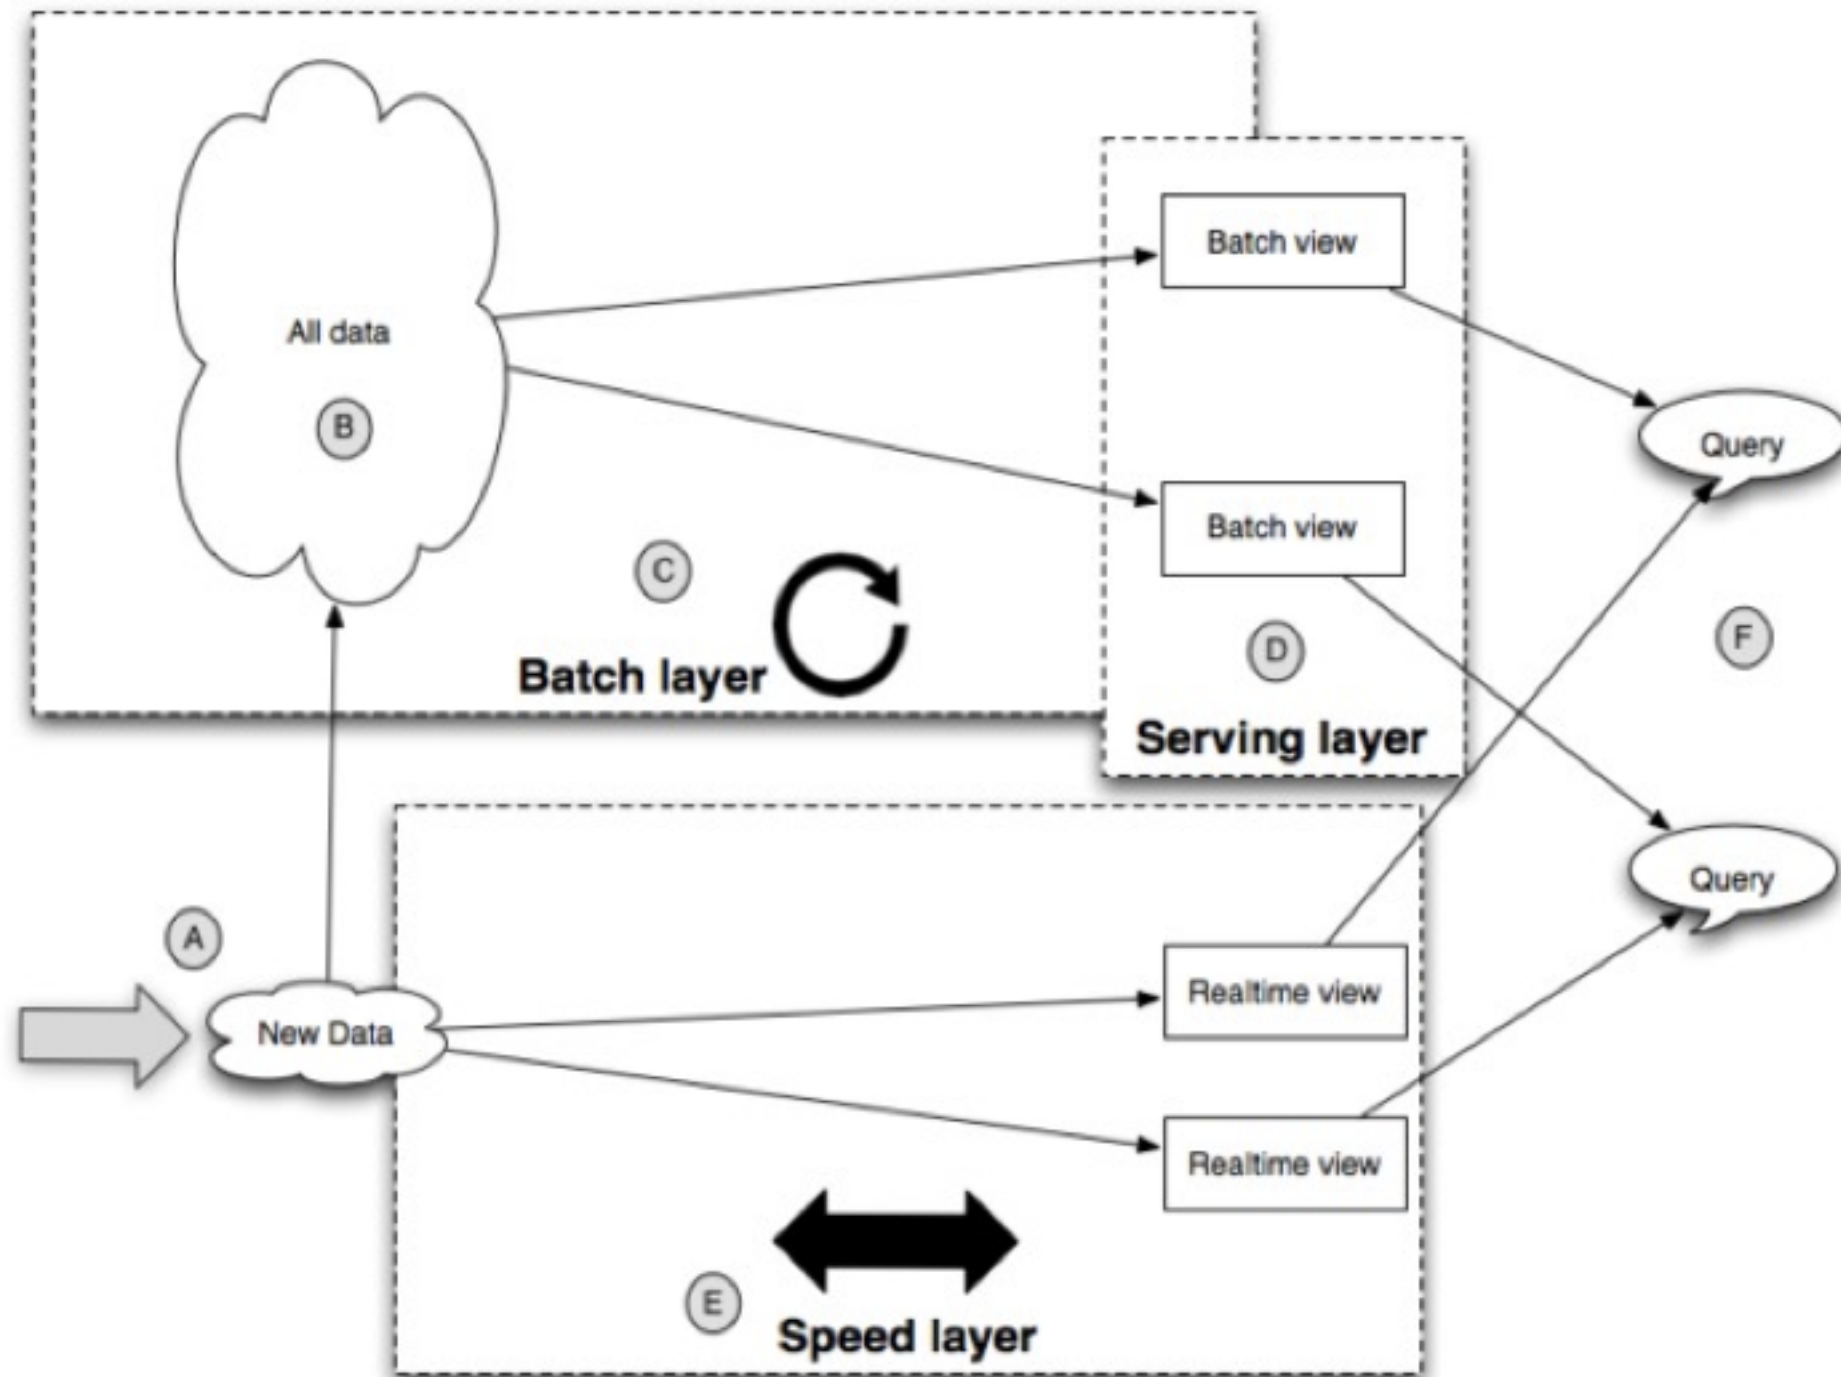 Batch view
All data
B
Query
Batch view
C
F
D
Batch layer
Serving layer
Query
A
Realtime view
New Data
Realtime view
E
Speed layer